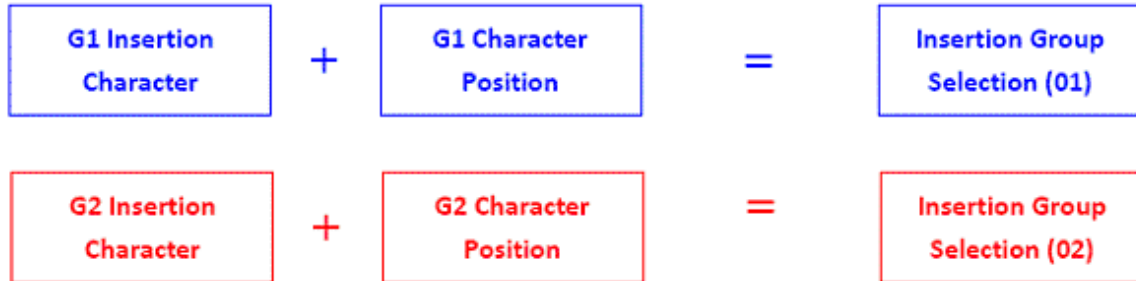 G1 Insertion Character + G1 Character Position = Insertion Group Selection (01)
G2 Insertion Character + G2 Character Position = Insertion Group Selection (02)